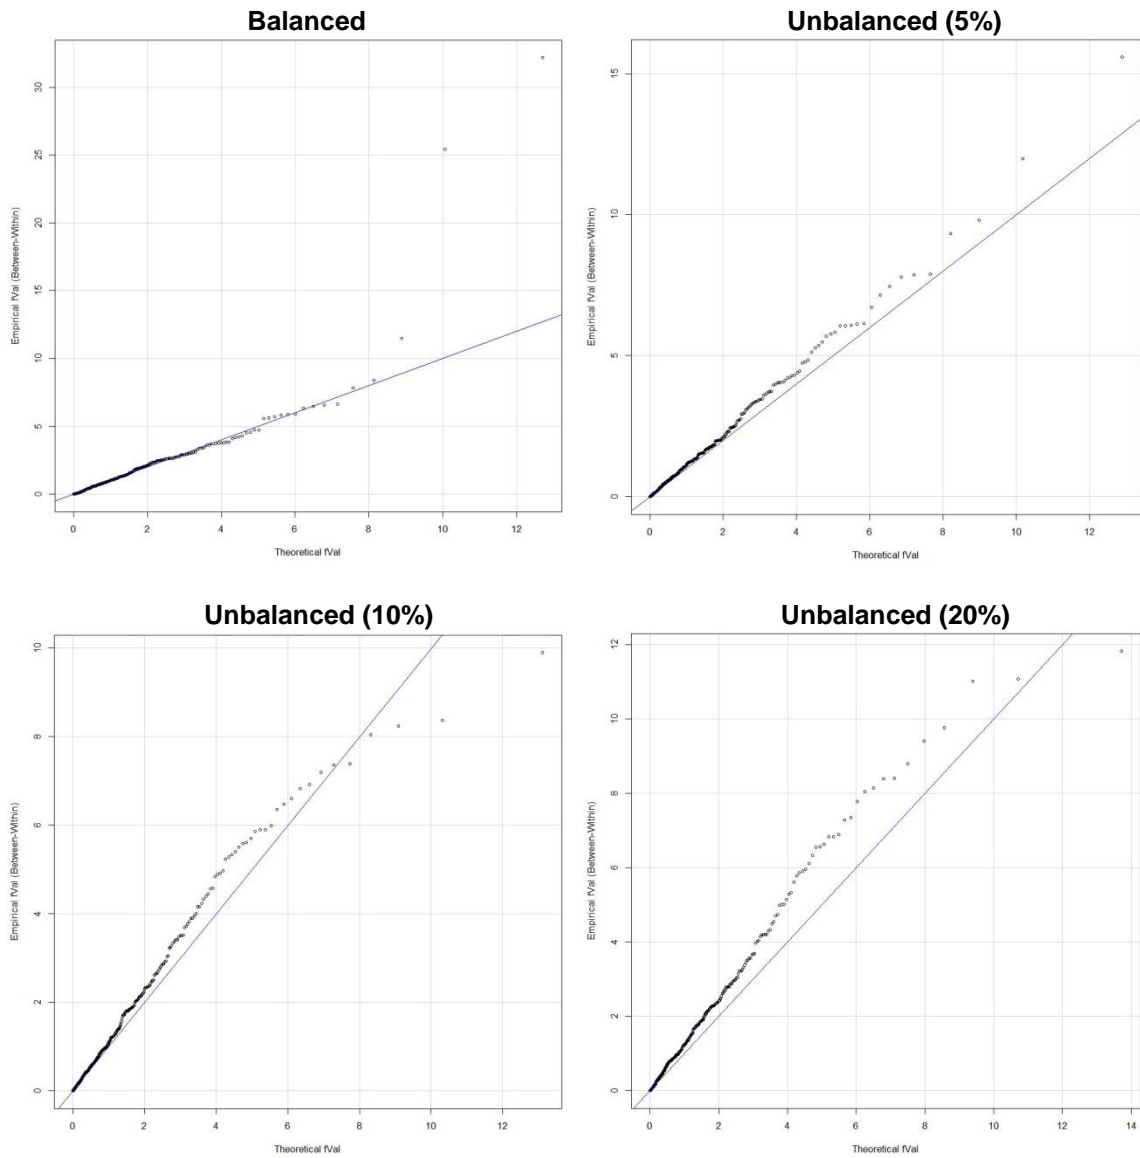 Balanced
30
25
20
15
10
5
0
Empirical fVal (Between-Within)
0 2 4 6 8 10 12
Theoretical fVal
Unbalanced (5%)
15
10
5
0
Empirical fVal (Between-Within)
0 2 4 6 8 10 12
Theoretical fVal
Unbalanced (10%)
10
8
6
4
2
0
Empirical fVal (Between-Within)
0 2 4 6 8 10 12
Theoretical fVal
Unbalanced (20%)
12
10
8
6
4
2
0
Empirical fVal (Between-Within)
0 2 4 6 8 10 12 14
Theoretical fVal